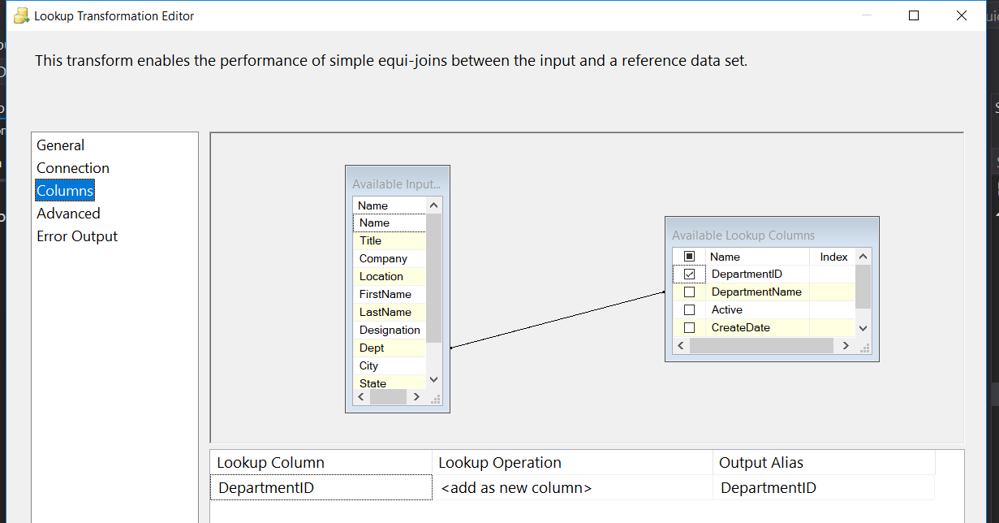 Lookup Transformation Editor
This transform enables the performance of simple equi-joins between the input and a reference data set.
General
Connection
Columns
Advanced
Error Output
Available Input...
Name
Name
Title
Company
Location
FirstName
LastName
Designation
Dept
City
State
Available Lookup Columns
Name Index
DepartmentID
DepartmentName
Active
CreateDate
Lookup Column Lookup Operation Output Alias
DepartmentID <add as new column> DepartmentID